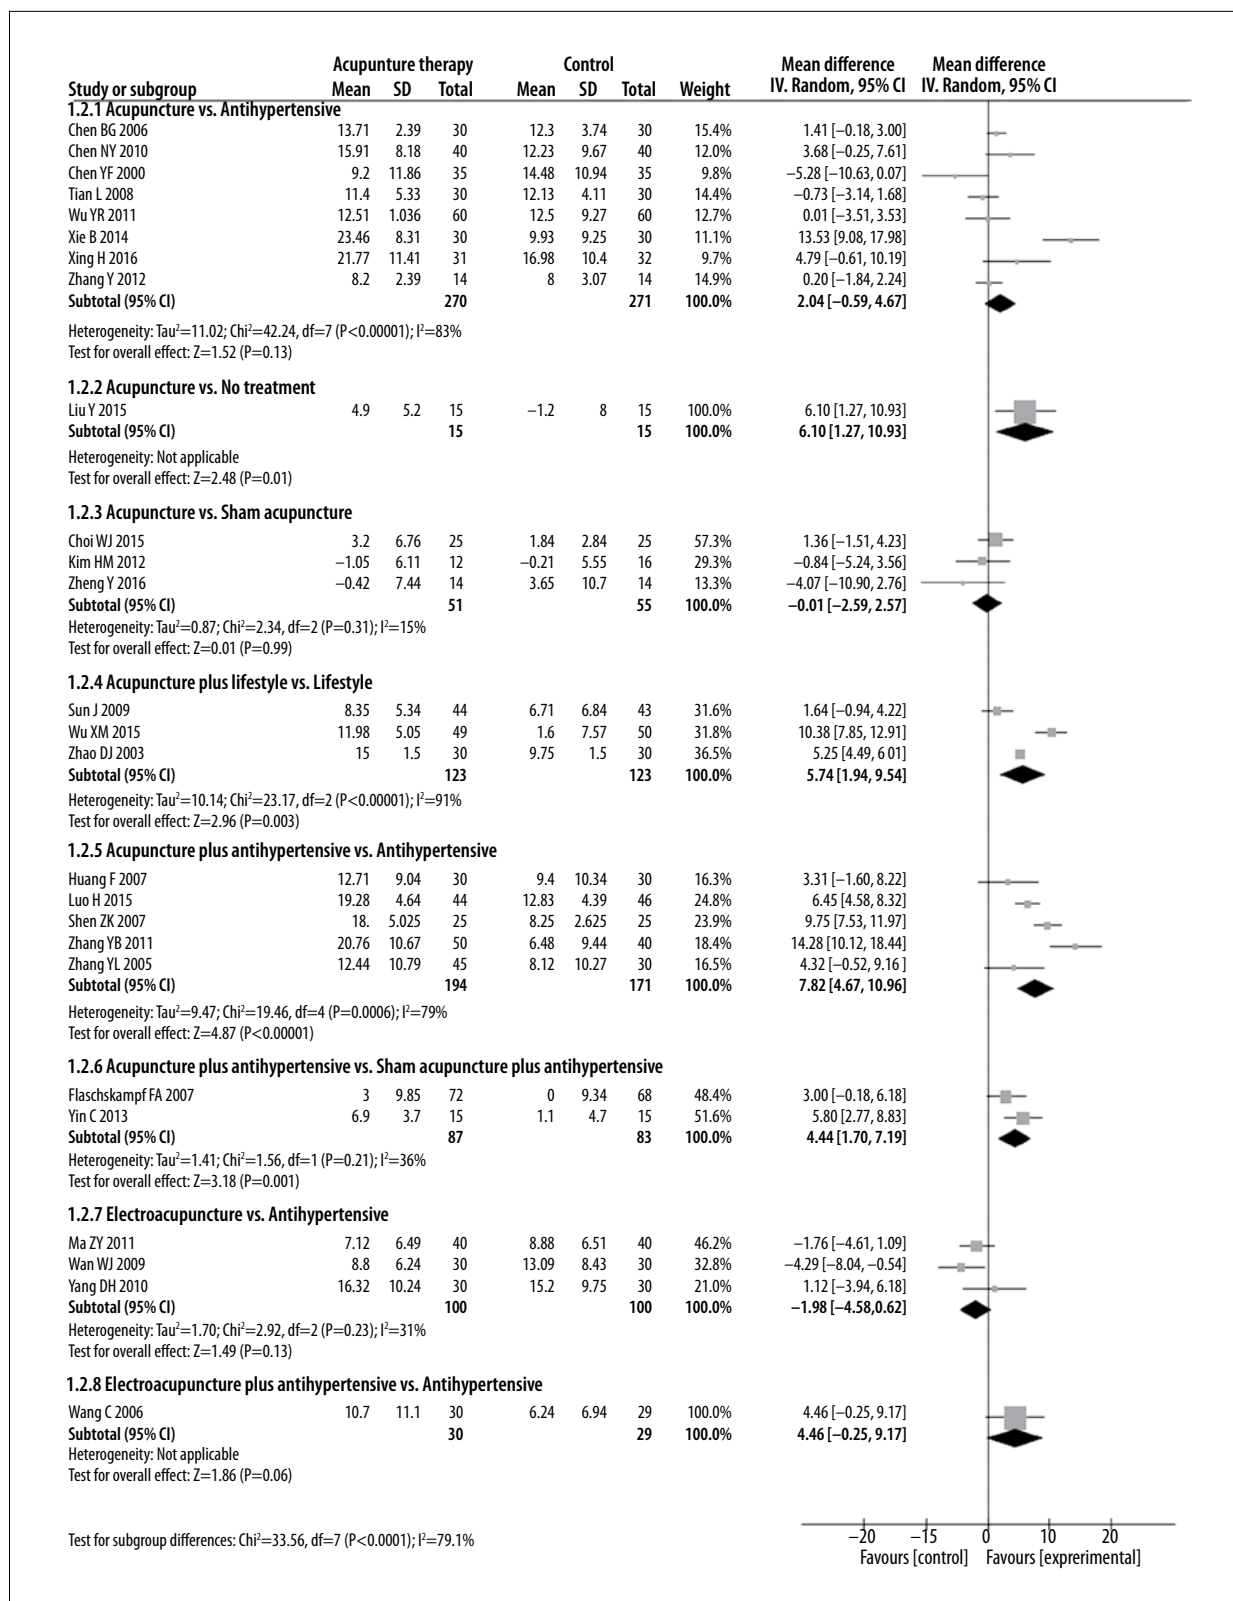 Acupunture therapy Control Mean difference Mean difference
Study or subgroup Mean SD Total Mean SD Total Weight IV. Random, 95% CI IV. Random, 95% CI
1.2.1 Acupuncture vs. Antihypertensive
Chen BG 2006 13.71 2.39 30 12.3 3.74 30 15.4% 1.41 [−0.18, 3.00]
Chen NY 2010 15.91 8.18 40 12.23 9.67 40 12.0% 3.68 [−0.25, 7.61]
Chen YF 2000 9.2 11.86 35 14.48 10.94 35 9.8% −5.28 [−10.63, 0.07]
Tian L 2008 11.4 5.33 30 12.13 4.11 30 14.4% −0.73 [−3.14, 1.68]
Wu YR 2011 12.51 1.036 60 12.5 9.27 60 12.7% 0.01 [−3.51, 3.53]
Xie B 2014 23.46 8.31 30 9.93 9.25 30 11.1% 13.53 [9.08, 17.98]
Xing H 2016 21.77 11.41 31 16.98 10.4 32 9.7% 4.79 [−0.61, 10.19]
Zhang Y 2012 8.2 2.39 14 8 3.07 14 14.9% 0.20 [−1.84, 2.24]
Subtotal (95% CI) 270 271 100.0% 2.04 [−0.59, 4.67]
Heterogeneity: Tau²=11.02; Chi²=42.24, df=7 (P<0.00001); I²=83%
Test for overall effect: Z=1.52 (P=0.13)
1.2.2 Acupuncture vs. No treatment
Liu Y 2015 4.9 5.2 15 −1.2 8 15 100.0% 6.10 [1.27, 10.93]
Subtotal (95% CI) 15 15 100.0% 6.10 [1.27, 10.93]
Heterogeneity: Not applicable
Test for overall effect: Z=2.48 (P=0.01)
1.2.3 Acupuncture vs. Sham acupuncture
Choi WJ 2015 3.2 6.76 25 1.84 2.84 25 57.3% 1.36 [−1.51, 4.23]
Kim HM 2012 −1.05 6.11 12 −0.21 5.55 16 29.3% −0.84 [−5.24, 3.56]
Zheng Y 2016 −0.42 7.44 14 3.65 10.7 14 13.3% −4.07 [−10.90, 2.76]
Subtotal (95% CI) 51 55 100.0% −0.01 [−2.59, 2.57]
Heterogeneity: Tau²=0.87; Chi²=2.34, df=2 (P=0.31); I²=15%
Test for overall effect: Z=0.01 (P=0.99)
1.2.4 Acupuncture plus lifestyle vs. Lifestyle
Sun J 2009 8.35 5.34 44 6.71 6.84 43 31.6% 1.64 [−0.94, 4.22]
Wu XM 2015 11.98 5.05 49 1.6 7.57 50 31.8% 10.38 [7.85, 12.91]
Zhao DJ 2003 15 1.5 30 9.75 1.5 30 36.5% 5.25 [4.49, 6 01]
Subtotal (95% CI) 123 123 100.0% 5.74 [1.94, 9.54]
Heterogeneity: Tau²=10.14; Chi²=23.17, df=2 (P<0.00001); I²=91%
Test for overall effect: Z=2.96 (P=0.003)
1.2.5 Acupuncture plus antihypertensive vs. Antihypertensive
Huang F 2007 12.71 9.04 30 9.4 10.34 30 16.3% 3.31 [−1.60, 8.22]
Luo H 2015 19.28 4.64 44 12.83 4.39 46 24.8% 6.45 [4.58, 8.32]
Shen ZK 2007 18. 5.025 25 8.25 2.625 25 23.9% 9.75 [7.53, 11.97]
Zhang YB 2011 20.76 10.67 50 6.48 9.44 40 18.4% 14.28 [10.12, 18.44]
Zhang YL 2005 12.44 10.79 45 8.12 10.27 30 16.5% 4.32 [−0.52, 9.16 ]
Subtotal (95% CI) 194 171 100.0% 7.82 [4.67, 10.96]
Heterogeneity: Tau²=9.47; Chi²=19.46, df=4 (P=0.0006); I²=79%
Test for overall effect: Z=4.87 (P<0.00001)
1.2.6 Acupuncture plus antihypertensive vs. Sham acupuncture plus antihypertensive
Flaschskampf FA 2007 3 9.85 72 0 9.34 68 48.4% 3.00 [−0.18, 6.18]
Yin C 2013 6.9 3.7 15 1.1 4.7 15 51.6% 5.80 [2.77, 8.83]
Subtotal (95% CI) 87 83 100.0% 4.44 [1.70, 7.19]
Heterogeneity: Tau²=1.41; Chi²=1.56, df=1 (P=0.21); I²=36%
Test for overall effect: Z=3.18 (P=0.001)
1.2.7 Electroacupuncture vs. Antihypertensive
Ma ZY 2011 7.12 6.49 40 8.88 6.51 40 46.2% −1.76 [−4.61, 1.09]
Wan WJ 2009 8.8 6.24 30 13.09 8.43 30 32.8% −4.29 [−8.04, −0.54]
Yang DH 2010 16.32 10.24 30 15.2 9.75 30 21.0% 1.12 [−3.94, 6.18]
Subtotal (95% CI) 100 100 100.0% −1.98 [−4.58,0.62]
Heterogeneity: Tau²=1.70; Chi²=2.92, df=2 (P=0.23); I²=31%
Test for overall effect: Z=1.49 (P=0.13)
1.2.8 Electroacupuncture plus antihypertensive vs. Antihypertensive
Wang C 2006 10.7 11.1 30 6.24 6.94 29 100.0% 4.46 [−0.25, 9.17]
Subtotal (95% CI) 30 29 100.0% 4.46 [−0.25, 9.17]
Heterogeneity: Not applicable
Test for overall effect: Z=1.86 (P=0.06)
Test for subgroup differences: Chi²=33.56, df=7 (P<0.0001); I²=79.1%
−20 −15 0 10 20
Favours [control] Favours [exprerimental]